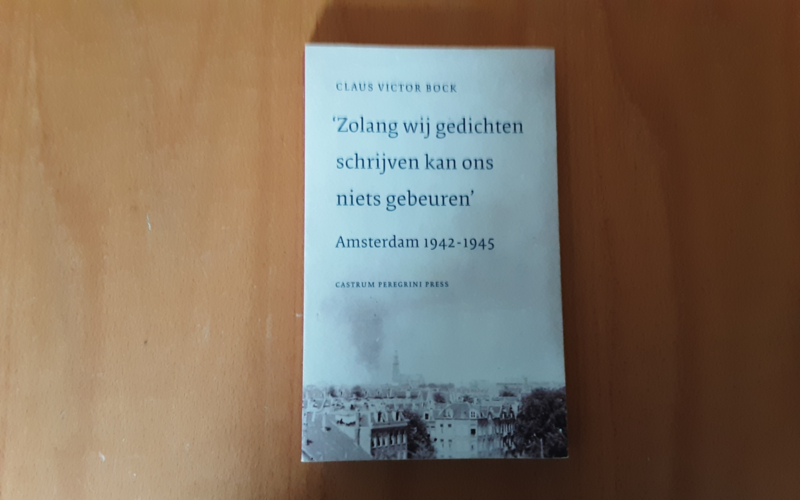 CLAUS VICTOR BOCK
‘Zolang wij gedichten
schrijven kan ons
niets gebeuren’
Amsterdam 1942-1945
CASTRUM PEREGRINI PRESS